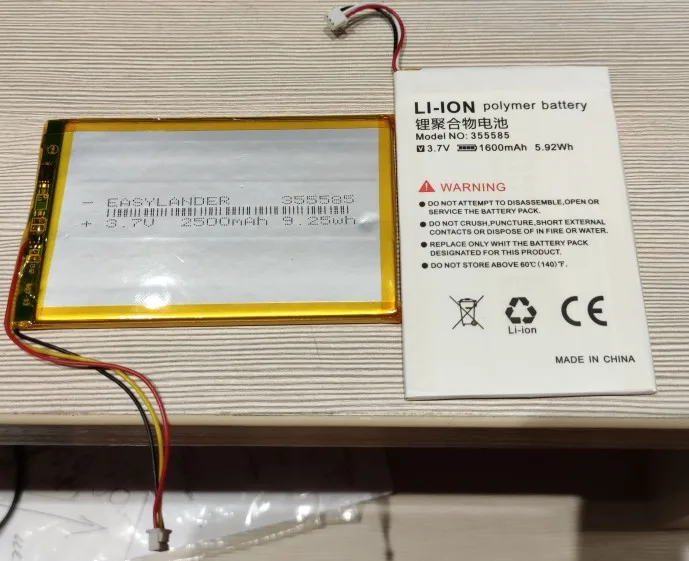 - EASYLANDER 355585
+ 3.7V 2500mAh 9.25wh
LI-ION polymer battery
锂聚合物电池
Model NO: 355585
V 3.7V 1600mAh 5.92Wh
WARNING
● DO NOT ATTEMPT TO DISASSEMBLE,OPEN OR
SERVICE THE BATTERY PACK.
● DO NOT CRUSH,PUNCTURE,SHORT EXTERNAL
CONTACTS OR DISPOSE OF IN FIRE OR WATER.
● REPLACE ONLY WHIT THE BATTERY PACK
DESIGNATED FOR THIS PRODUCT.
● DO NOT STORE ABOVE 60℃ (140)℉.
Li-ion
CE
MADE IN CHINA